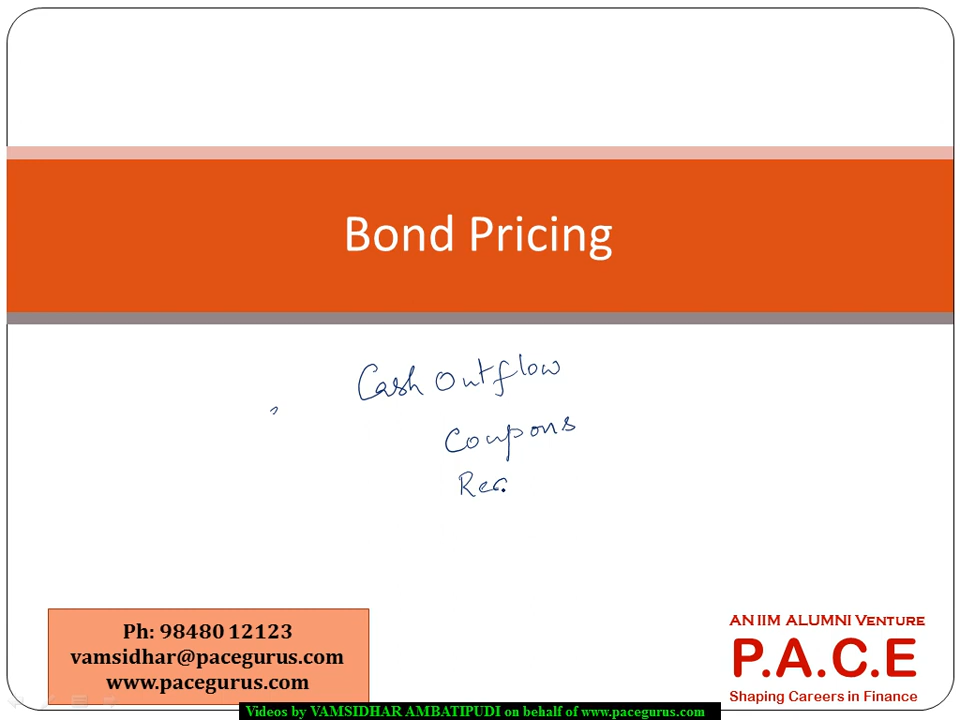 Bond Pricing
Cash Outflow
Coupons
Ph: 98480 12123
vamsidhar@pacegurus.com
www.pacegurus.com
AN IIM ALUMNI VENTURE
P.A.C.E
Shaping Careers in Finance
Videos by VAMSIDHAR AMBATIPUDI on behalf of www.pacegurus.com